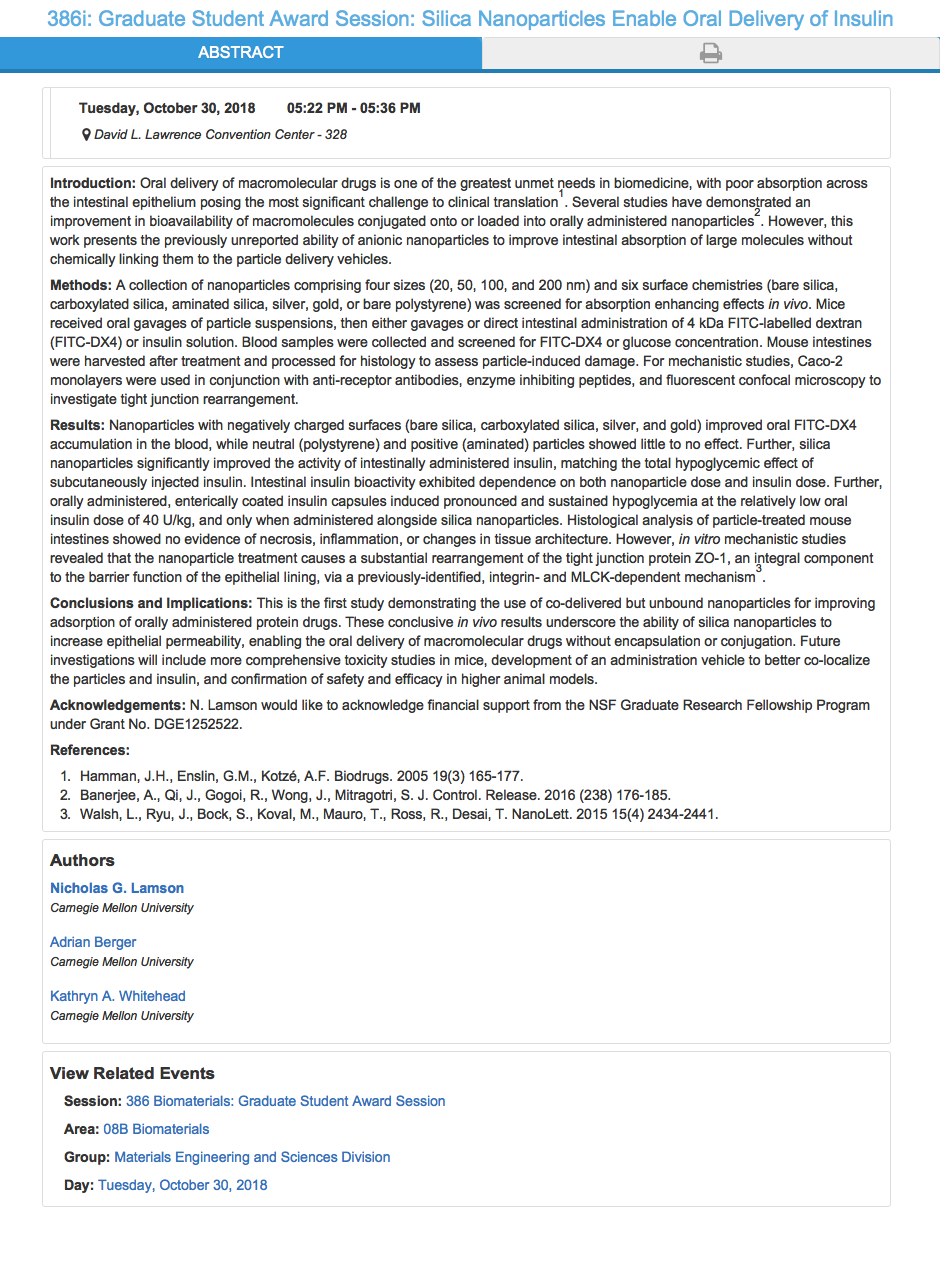 386i: Graduate Student Award Session: Silica Nanoparticles Enable Oral Delivery of Insulin
ABSTRACT
Tuesday, October 30, 2018 05:22 PM - 05:36 PM
David L. Lawrence Convention Center - 328
Introduction: Oral delivery of macromolecular drugs is one of the greatest unmet needs in biomedicine, with poor absorption across
the intestinal epithelium posing the most significant challenge to clinical translation1. Several studies have demonstrated an
improvement in bioavailability of macromolecules conjugated onto or loaded into orally administered nanoparticles2. However, this
work presents the previously unreported ability of anionic nanoparticles to improve intestinal absorption of large molecules without
chemically linking them to the particle delivery vehicles.
Methods: A collection of nanoparticles comprising four sizes (20, 50, 100, and 200 nm) and six surface chemistries (bare silica,
carboxylated silica, aminated silica, silver, gold, or bare polystyrene) was screened for absorption enhancing effects in vivo. Mice
received oral gavages of particle suspensions, then either gavages or direct intestinal administration of 4 kDa FITC-labelled dextran
(FITC-DX4) or insulin solution. Blood samples were collected and screened for FITC-DX4 or glucose concentration. Mouse intestines
were harvested after treatment and processed for histology to assess particle-induced damage. For mechanistic studies, Caco-2
monolayers were used in conjunction with anti-receptor antibodies, enzyme inhibiting peptides, and fluorescent confocal microscopy to
investigate tight junction rearrangement.
Results: Nanoparticles with negatively charged surfaces (bare silica, carboxylated silica, silver, and gold) improved oral FITC-DX4
accumulation in the blood, while neutral (polystyrene) and positive (aminated) particles showed little to no effect. Further, silica
nanoparticles significantly improved the activity of intestinally administered insulin, matching the total hypoglycemic effect of
subcutaneously injected insulin. Intestinal insulin bioactivity exhibited dependence on both nanoparticle dose and insulin dose. Further,
orally administered, enterically coated insulin capsules induced pronounced and sustained hypoglycemia at the relatively low oral
insulin dose of 40 U/kg, and only when administered alongside silica nanoparticles. Histological analysis of particle-treated mouse
intestines showed no evidence of necrosis, inflammation, or changes in tissue architecture. However, in vitro mechanistic studies
revealed that the nanoparticle treatment causes a substantial rearrangement of the tight junction protein ZO-1, an integral component
to the barrier function of the epithelial lining, via a previously-identified, integrin- and MLCK-dependent mechanism3.
Conclusions and Implications: This is the first study demonstrating the use of co-delivered but unbound nanoparticles for improving
adsorption of orally administered protein drugs. These conclusive in vivo results underscore the ability of silica nanoparticles to
increase epithelial permeability, enabling the oral delivery of macromolecular drugs without encapsulation or conjugation. Future
investigations will include more comprehensive toxicity studies in mice, development of an administration vehicle to better co-localize
the particles and insulin, and confirmation of safety and efficacy in higher animal models.
Acknowledgements: N. Lamson would like to acknowledge financial support from the NSF Graduate Research Fellowship Program
under Grant No. DGE1252522.
References:
1. Hamman, J.H., Enslin, G.M., Kotzé, A.F. Biodrugs. 2005 19(3) 165-177.
2. Banerjee, A., Qi, J., Gogoi, R., Wong, J., Mitragotri, S. J. Control. Release. 2016 (238) 176-185.
3. Walsh, L., Ryu, J., Bock, S., Koval, M., Mauro, T., Ross, R., Desai, T. NanoLett. 2015 15(4) 2434-2441.
Authors
Nicholas G. Lamson
Carnegie Mellon University
Adrian Berger
Carnegie Mellon University
Kathryn A. Whitehead
Carnegie Mellon University
View Related Events
Session: 386 Biomaterials: Graduate Student Award Session
Area: 08B Biomaterials
Group: Materials Engineering and Sciences Division
Day: Tuesday, October 30, 2018